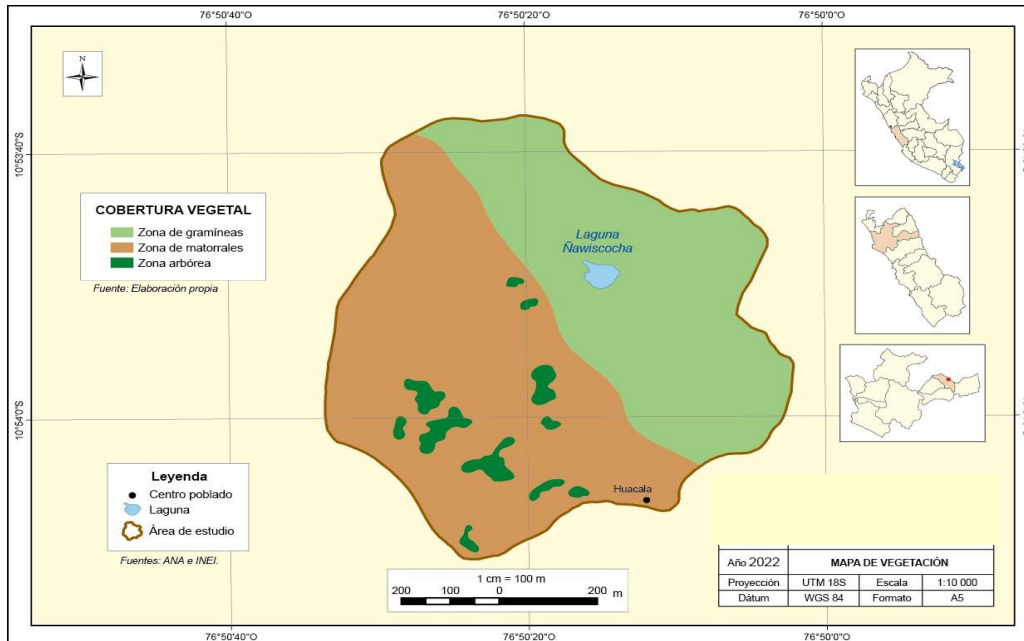 76°50'40"O
76°50'20"O
76°50'0"O
N
10°53'40"S
COBERTURA VEGETAL
Zona de gramíneas
Zona de matorrales
Zona arbórea
Fuente: Elaboración propia
Laguna
Ñawiscocha
10°54'0"S
Huacala
Leyenda
Centro poblado
Laguna
Área de estudio
Fuentes: ANA e INEI.
1 cm = 100 m
200 100 0 200 m
Año 2022 MAPA DE VEGETACIÓN
Proyección UTM 18S Escala 1:10 000
Dátum WGS 84 Formato A5
76°50'40"O
76°50'20"O
76°50'0"O